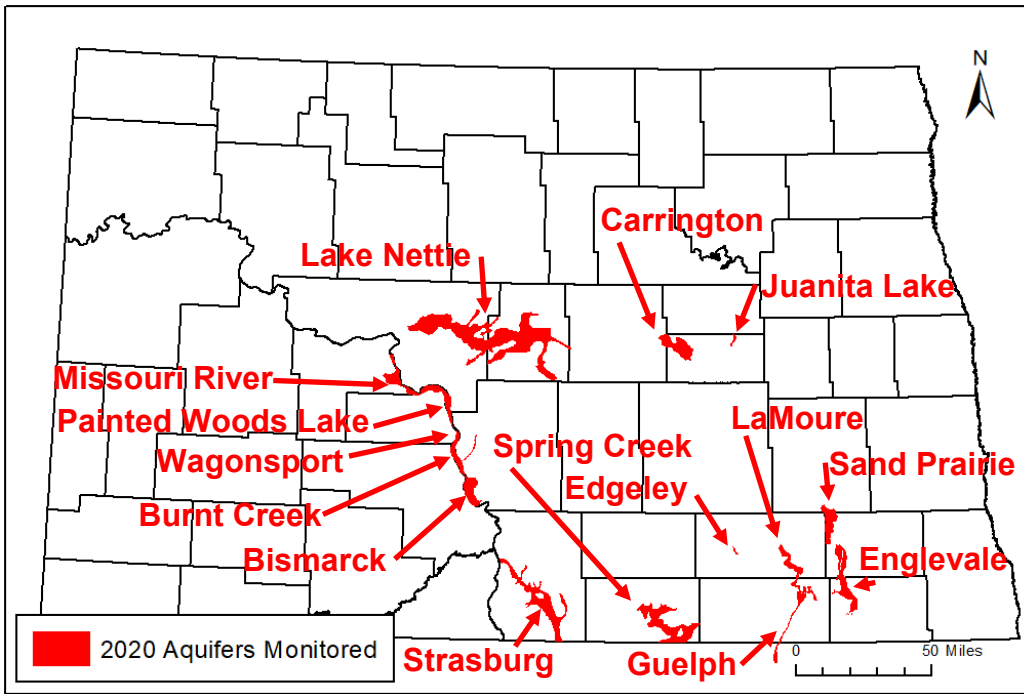 N
Carrington
Lake Nettie
Juanita Lake
Missouri River
Painted Woods Lake
LaMoure
Spring Creek
Wagonsport
Sand Prairie
Edgeley
Burnt Creek
Bismarck
Englevale
2020 Aquifers Monitored
Strasburg
Guelph
0 50 Miles